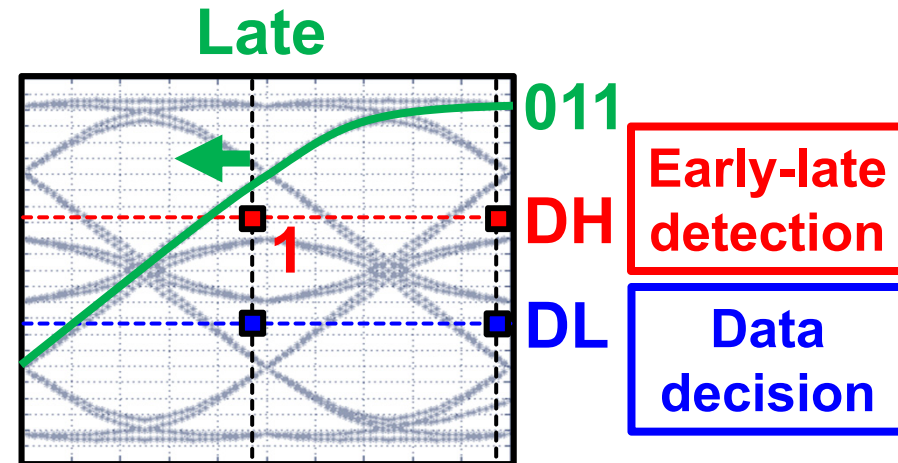 Late
011
Early-late
detection
DH
1
DL
Data
decision